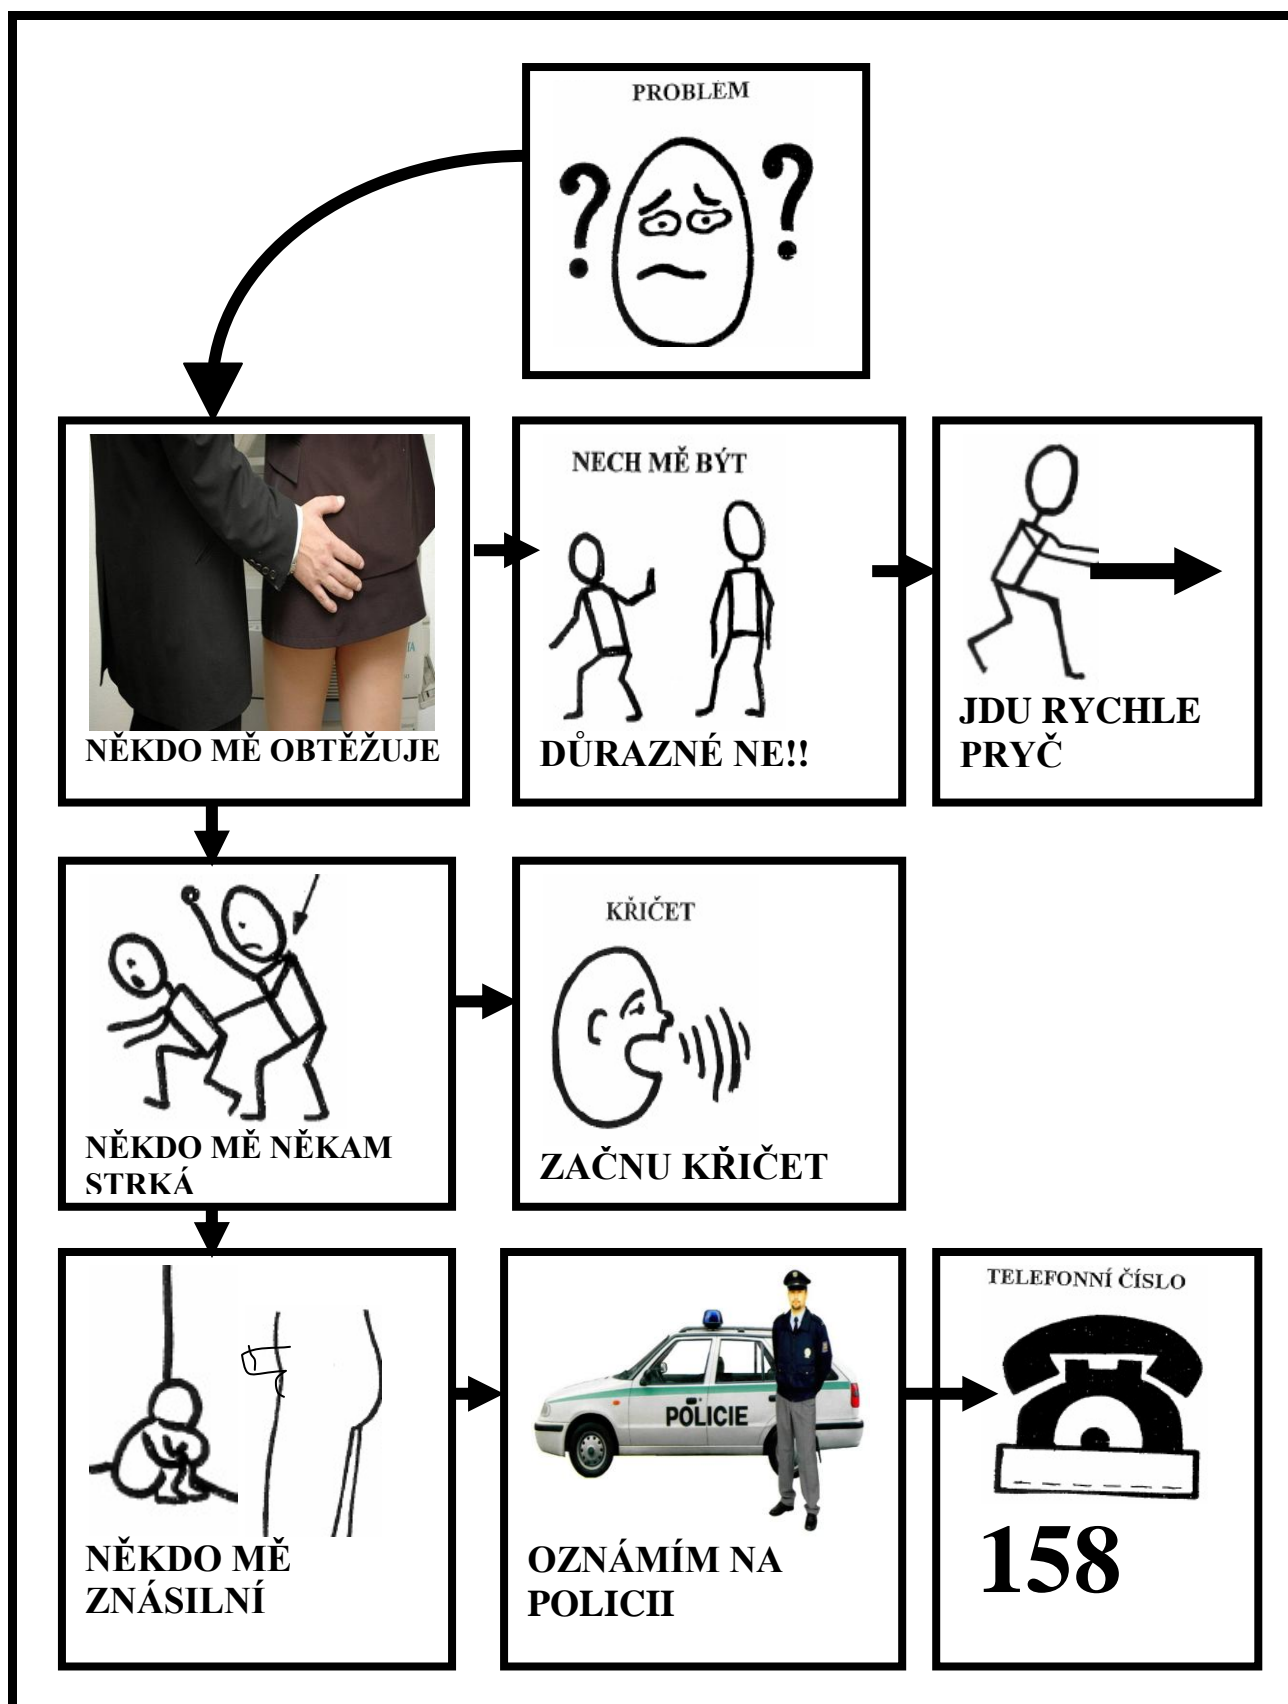 PROBLÉM
NĚKDO MĚ OBTĚŽUJE
NECH MĚ BÝT
DŮRAZNÉ NE!!
JDU RYCHLE
PRYČ
NĚKDO MĚ NĚKAM
STRKÁ
KŘIČET
ZAČNU KŘIČET
NĚKDO MĚ
ZNÁSILNÍ
POLICIE
OZNÁMÍM NA
POLICII
TELEFONNÍ ČÍSLO
158